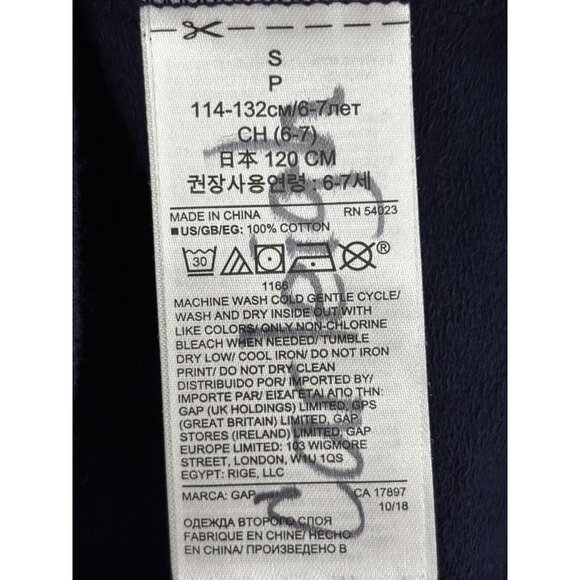 S
P
114-132см/6-7лет
CH (6-7)
日本 120 CM
권장사용연령 : 6-7세
MADE IN CHINA RN 54023
■US/GB/EG: 100% COTTON
30
®
1166
MACHINE WASH COLD GENTLE CYCLE/
WASH AND DRY INSIDE OUT WITH
LIKE COLORS/ ONLY NON-CHLORINE
BLEACH WHEN NEEDED/ TUMBLE
DRY LOW/ COOL IRON/ DO NOT IRON
PRINT/ DO NOT DRY CLEAN
DISTRIBUIDO POR/ IMPORTED BY/
IMPORTE PAR/ ΕΙΣΑΓΕΤΑΙ ΑΠΟ ΤΗΝ:
GAP (UK HOLDINGS) LIMITED, GPS
(GREAT BRITAIN) LIMITED, GAP
STORES (IRELAND) LIMITED, GAP
EUROPE LIMITED: 103 WIGMORE
STREET, LONDON, W1U 1QS
EGYPT: RIGE, LLC
MARCA: GAP CA 17897
10/18
ОДЕЖДА ВТОРОГО СЛОЯ
FABRIQUE EN CHINE/ HECHO
EN CHINA/ ПРОИЗВЕДЕНО В